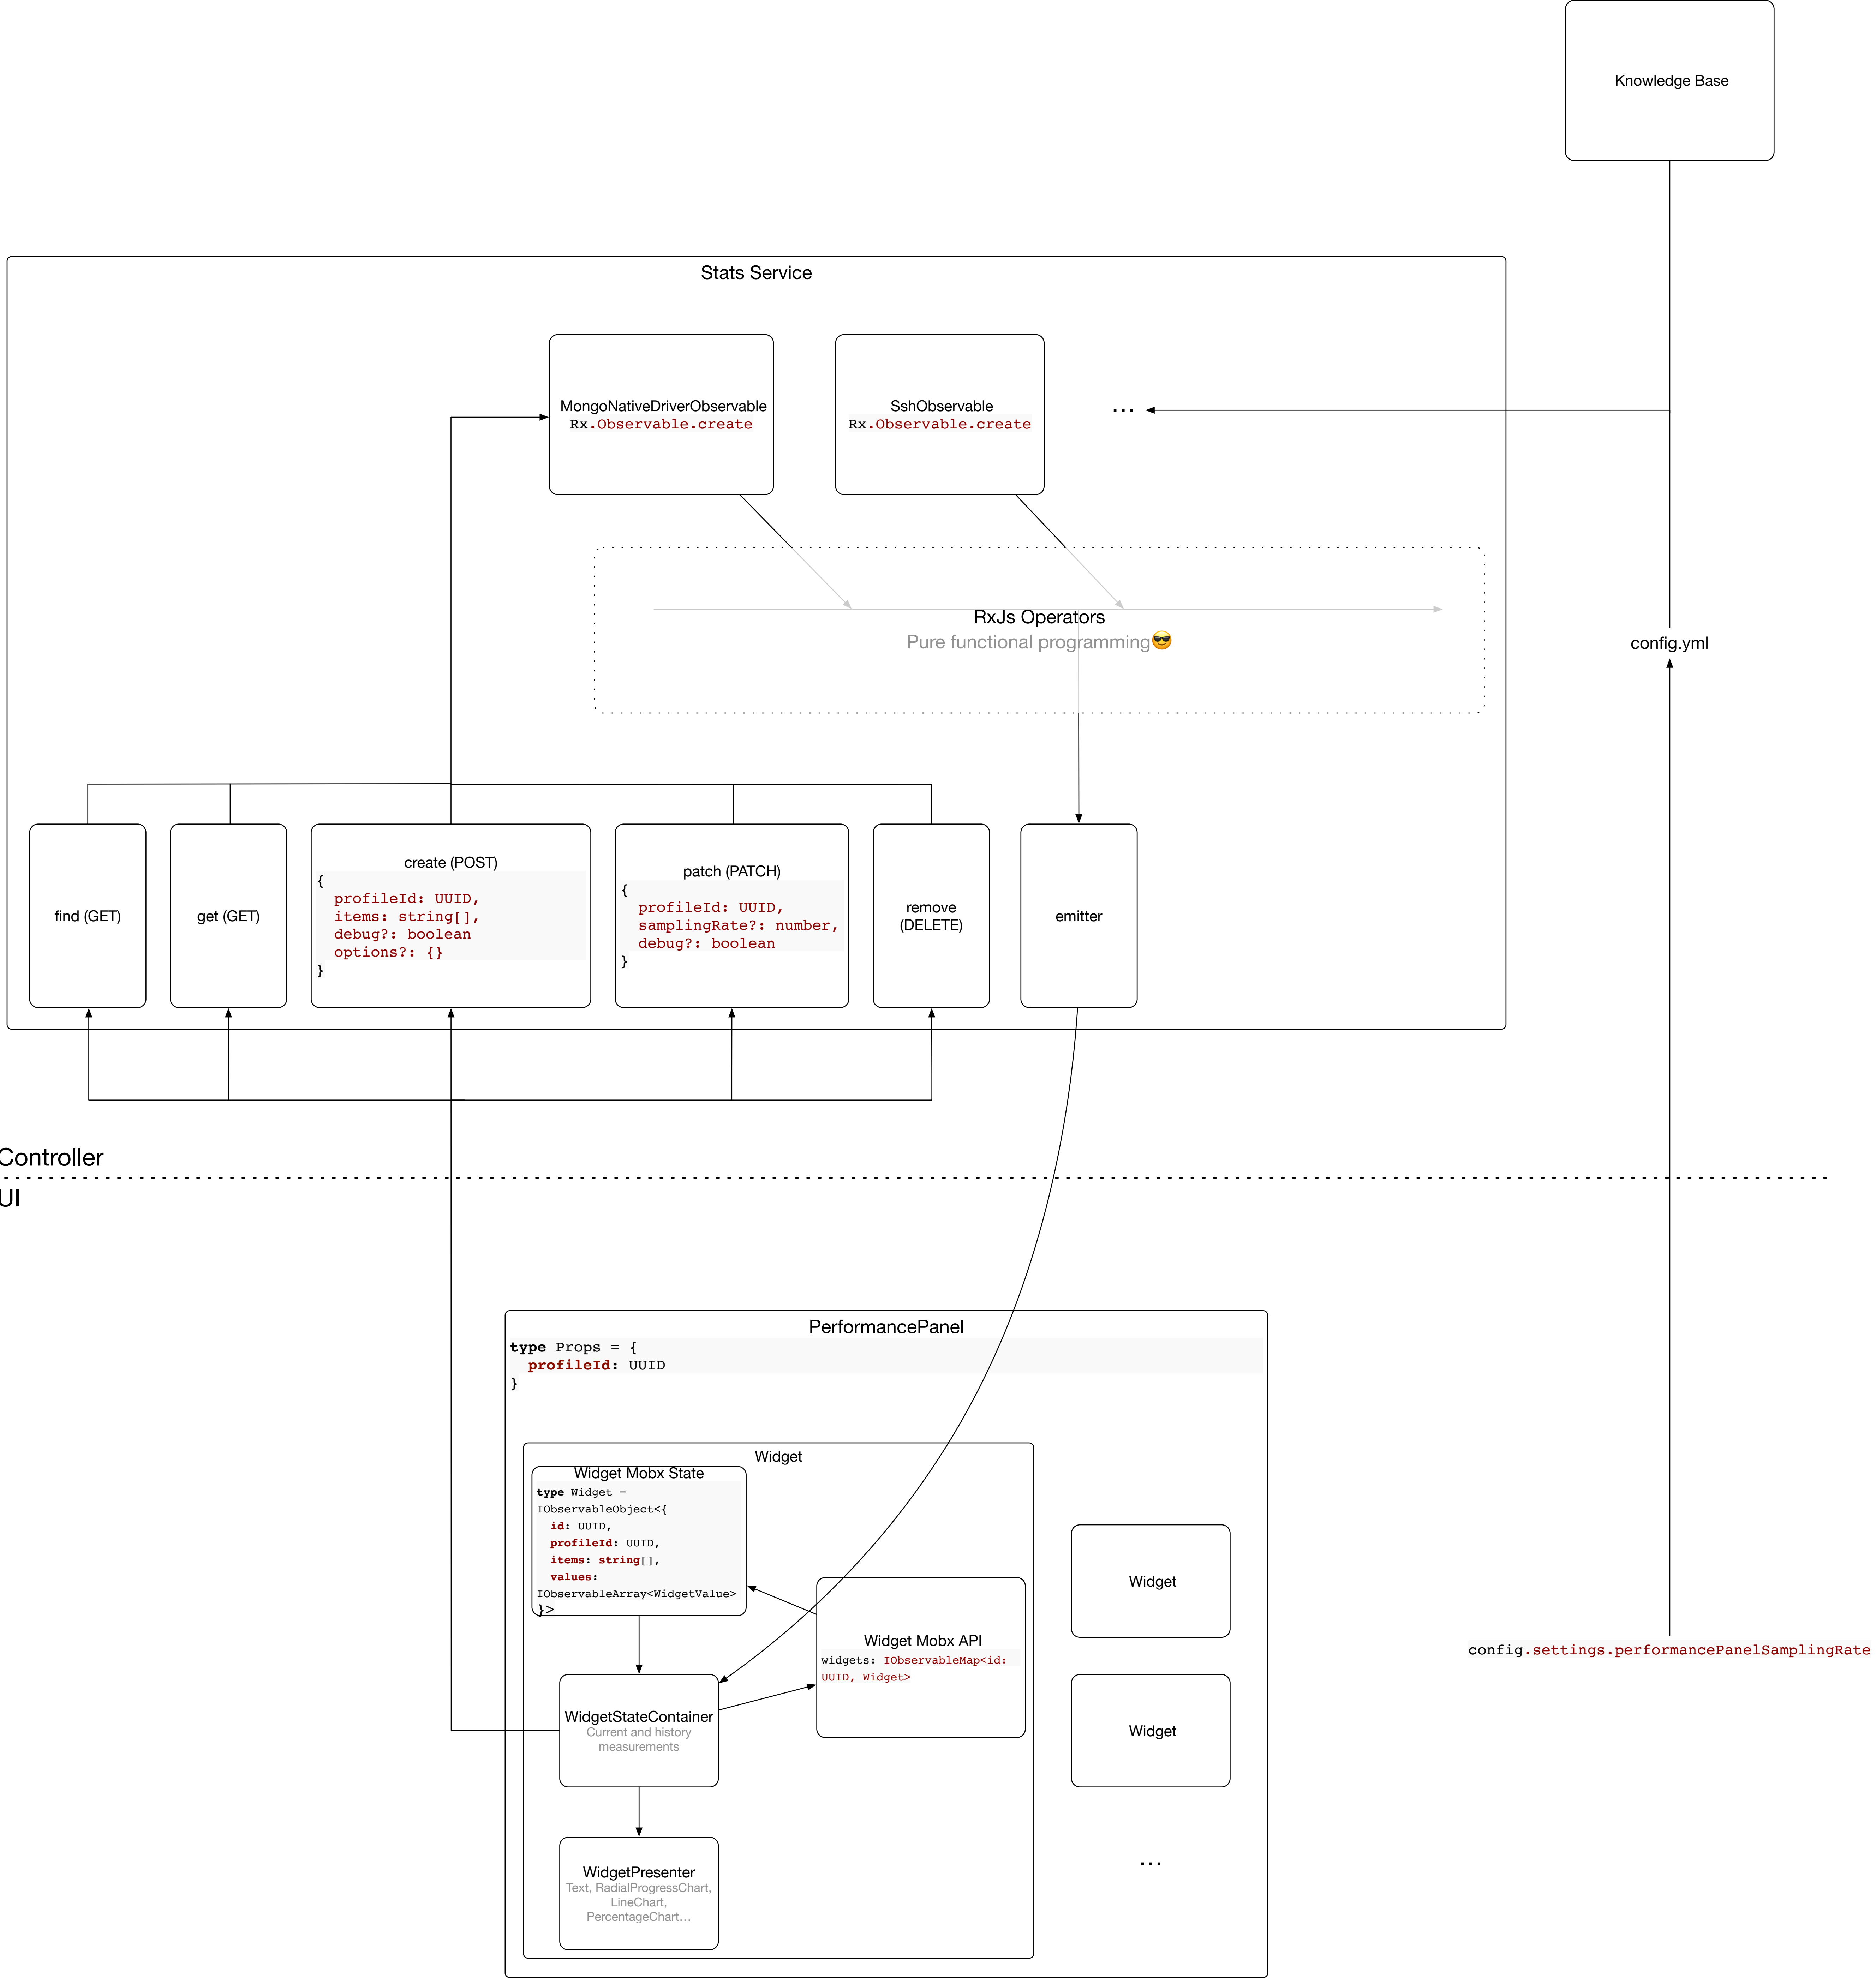 Knowledge Base
Stats Service
MongoNativeDriverObservable
Rx.Observable.create
SshObservable
Rx.Observable.create
...
RxJs Operators
Pure functional programming😎
config.yml
find (GET)
get (GET)
create (POST)
{
  profileId: UUID,
  items: string[],
  debug?: boolean
  options?: {}
}
patch (PATCH)
{
  profileId: UUID,
  samplingRate?: number,
  debug?: boolean
}
remove
(DELETE)
emitter
Controller
UI
PerformancePanel
type Props = {
  profileId: UUID
}
Widget
Widget Mobx State
type Widget =
IObservableObject<{
  id: UUID,
  profileId: UUID,
  items: string[],
  values:
IObservableArray<WidgetValue>
}>
Widget Mobx API
widgets: IObservableMap<id:
UUID, Widget>
WidgetStateContainer
Current and history
measurements
WidgetPresenter
Text, RadialProgressChart,
LineChart,
PercentageChart…
Widget
Widget
...
config.settings.performancePanelSamplingRate